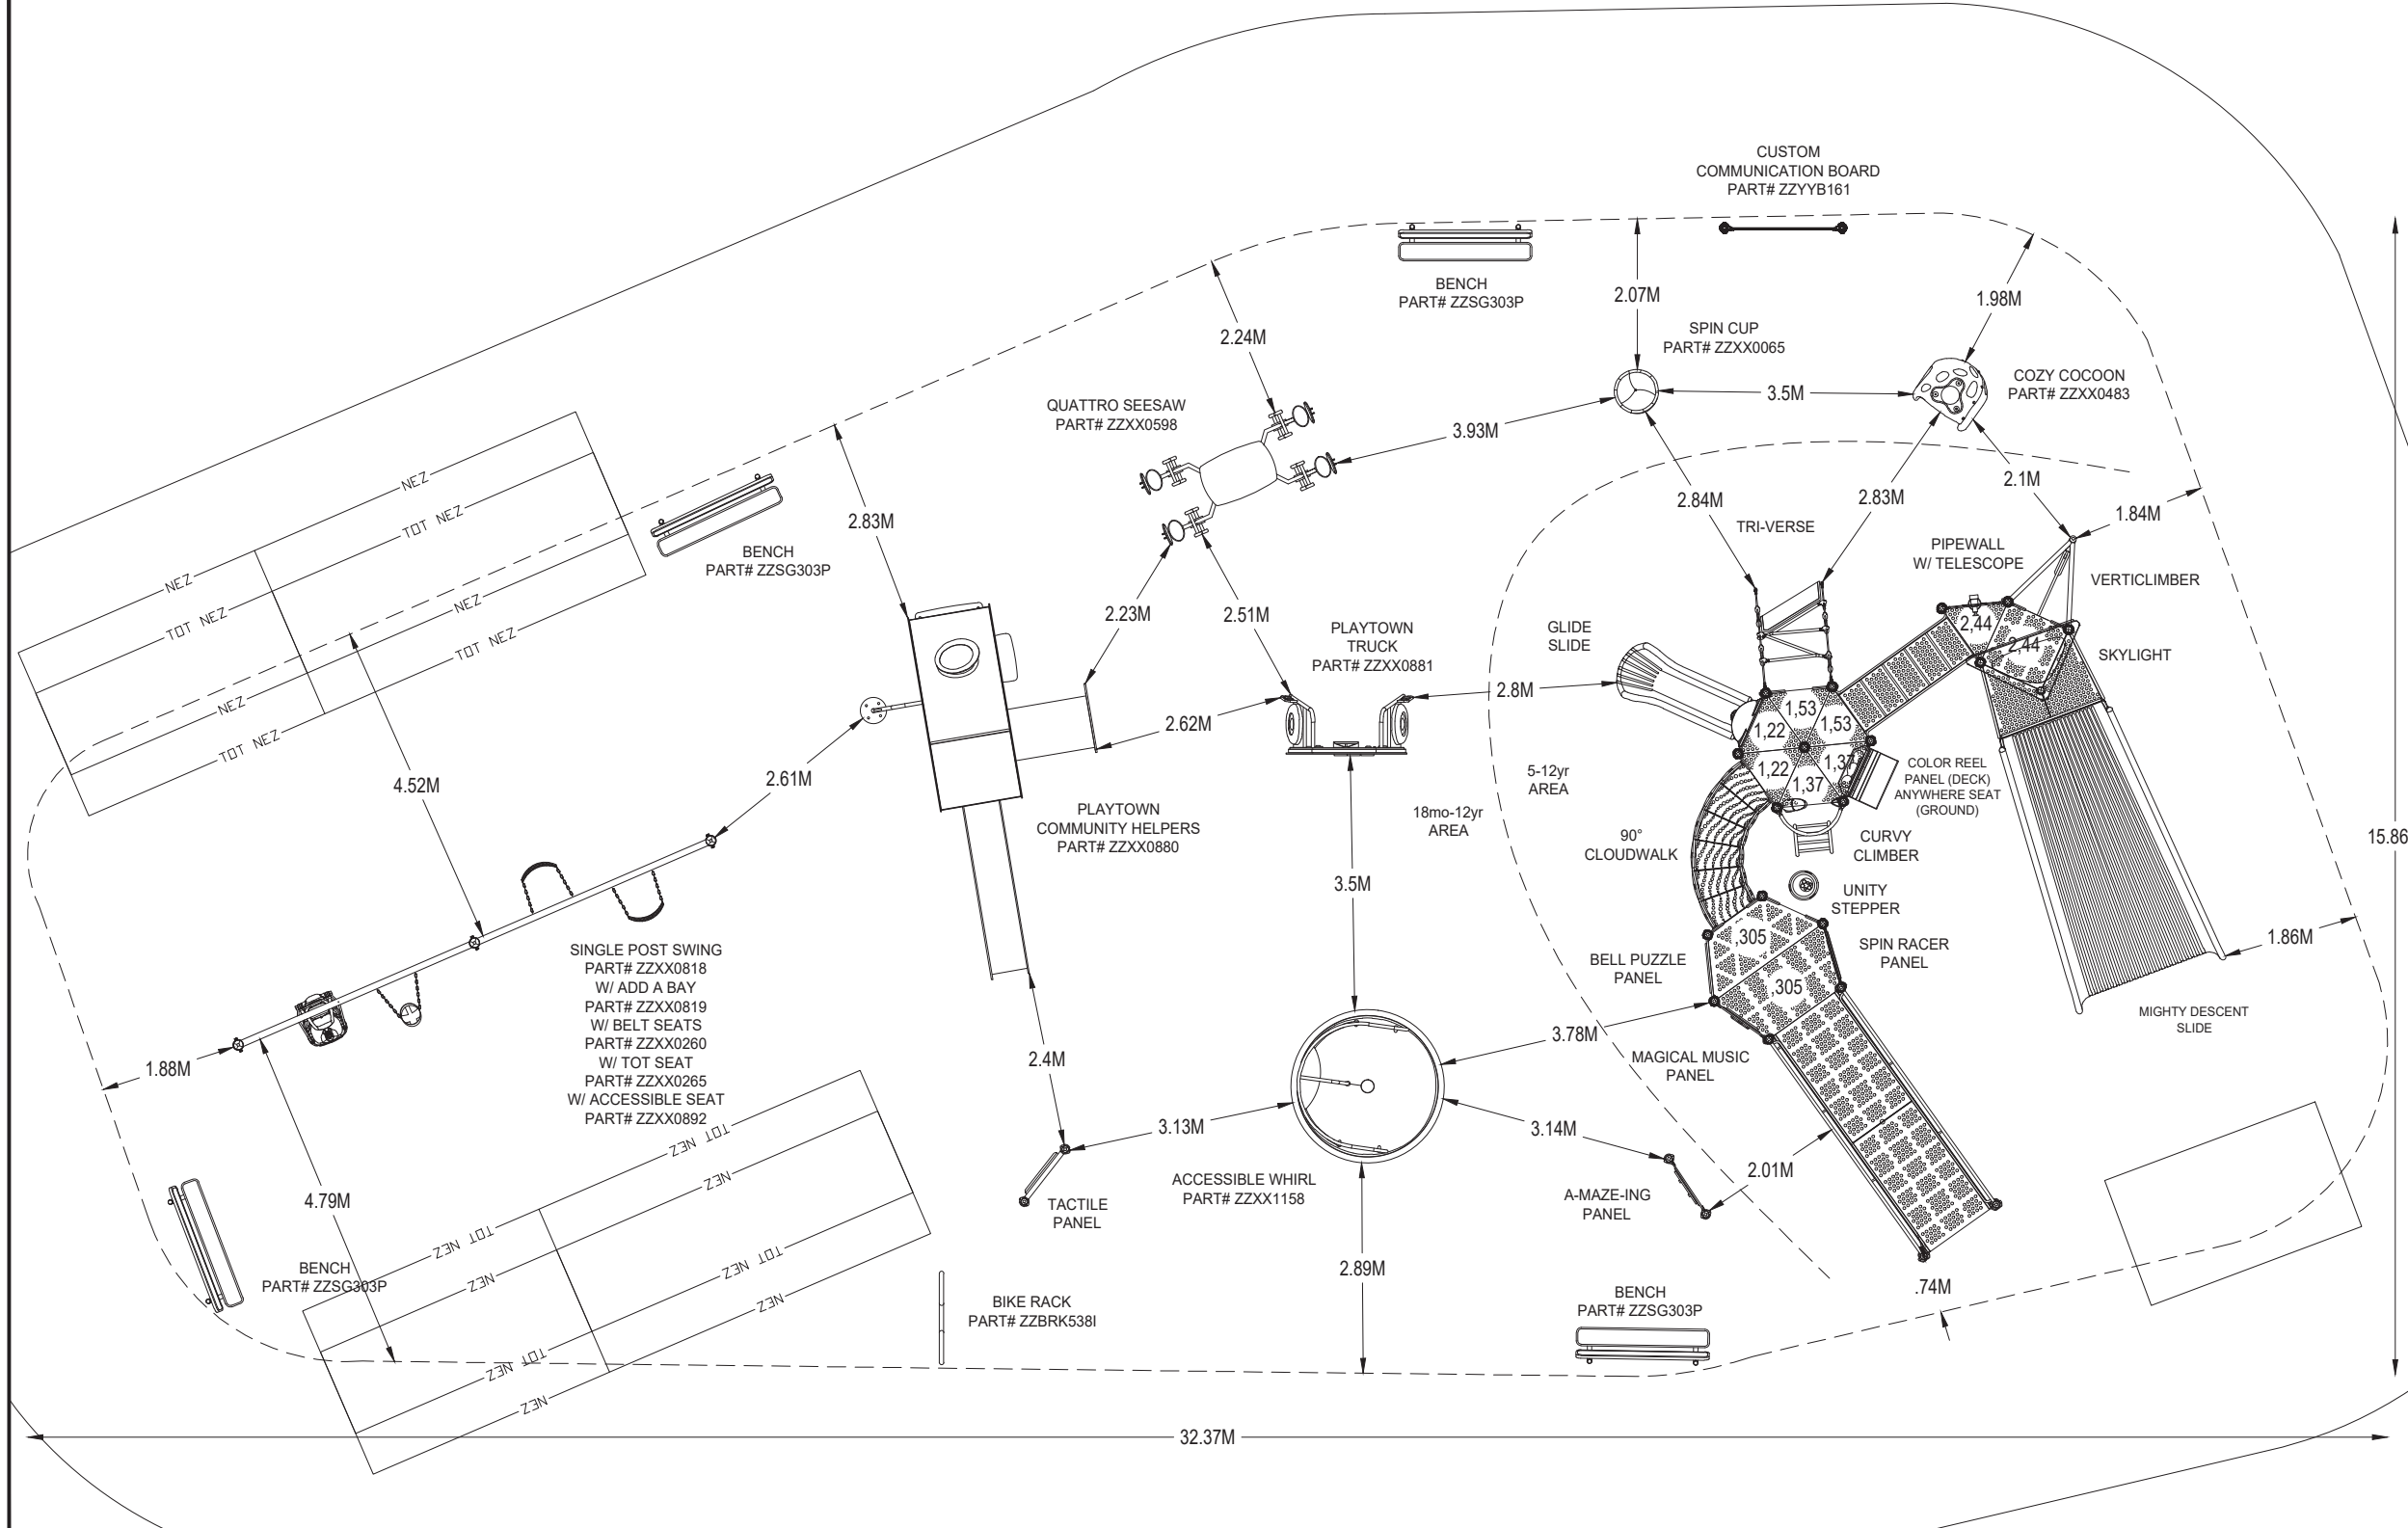 CUSTOM
COMMUNICATION BOARD
PART# ZZYYB161
BENCH
PART# ZZSG303P
2.07M
1.98M
2.24M
SPIN CUP
PART# ZZXX0065
3.5M
COZY COCOON
PART# ZZXX0483
QUATTRO SEESAW
PART# ZZXX0598
3.93M
NEZ
TOT NEZ
NEZ
TOT NEZ
NEZ
TOT NEZ
NEZ
TOT NEZ
BENCH
PART# ZZSG303P
2.83M
2.84M
2.83M
2.1M
1.84M
TRI-VERSE
PIPEWALL
W/ TELESCOPE
VERTICLIMBER
2.23M
2.51M
PLAYTOWN
TRUCK
PART# ZZXX0881
GLIDE
SLIDE
2,44
2,44
SKYLIGHT
2.8M
2.62M
1,53
1,53
1,22
1,22
1,37
1,37
COLOR REEL
PANEL (DECK)
ANYWHERE SEAT
(GROUND)
4.52M
2.61M
5-12yr
AREA
18mo-12yr
AREA
PLAYTOWN
COMMUNITY HELPERS
PART# ZZXX0880
90°
CLOUDWALK
CURVY
CLIMBER
15.86
3.5M
UNITY
STEPPER
,305
SPIN RACER
PANEL
1.86M
SINGLE POST SWING
PART# ZZXX0818
W/ ADD A BAY
PART# ZZXX0819
W/ BELT SEATS
PART# ZZXX0260
W/ TOT SEAT
PART# ZZXX0265
W/ ACCESSIBLE SEAT
PART# ZZXX0892
BELL PUZZLE
PANEL
,305
MIGHTY DESCENT
SLIDE
3.78M
2.4M
1.88M
MAGICAL MUSIC
PANEL
3.13M
3.14M
2.01M
ACCESSIBLE WHIRL
PART# ZZXX1158
A-MAZE-ING
PANEL
TACTILE
PANEL
4.79M
TOT NEZ
NEZ
TOT NEZ
NEZ
TOT NEZ
NEZ
TOT NEZ
NEZ
BENCH
PART# ZZSG303P
2.89M
.74M
BIKE RACK
PART# ZZBRK538I
BENCH
PART# ZZSG303P
32.37M